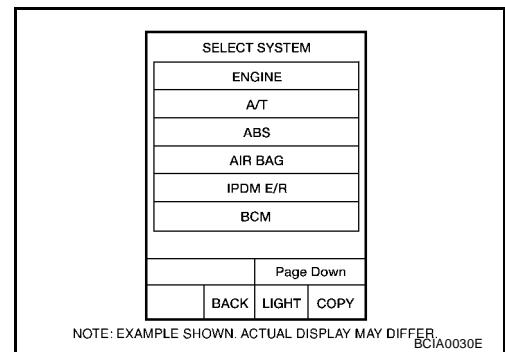 SELECT SYSTEM
ENGINE
A/T
ABS
AIR BAG
IPDM E/R
BCM
Page Down
BACK LIGHT COPY
NOTE: EXAMPLE SHOWN. ACTUAL DISPLAY MAY DIFFER.
BCIA0030E